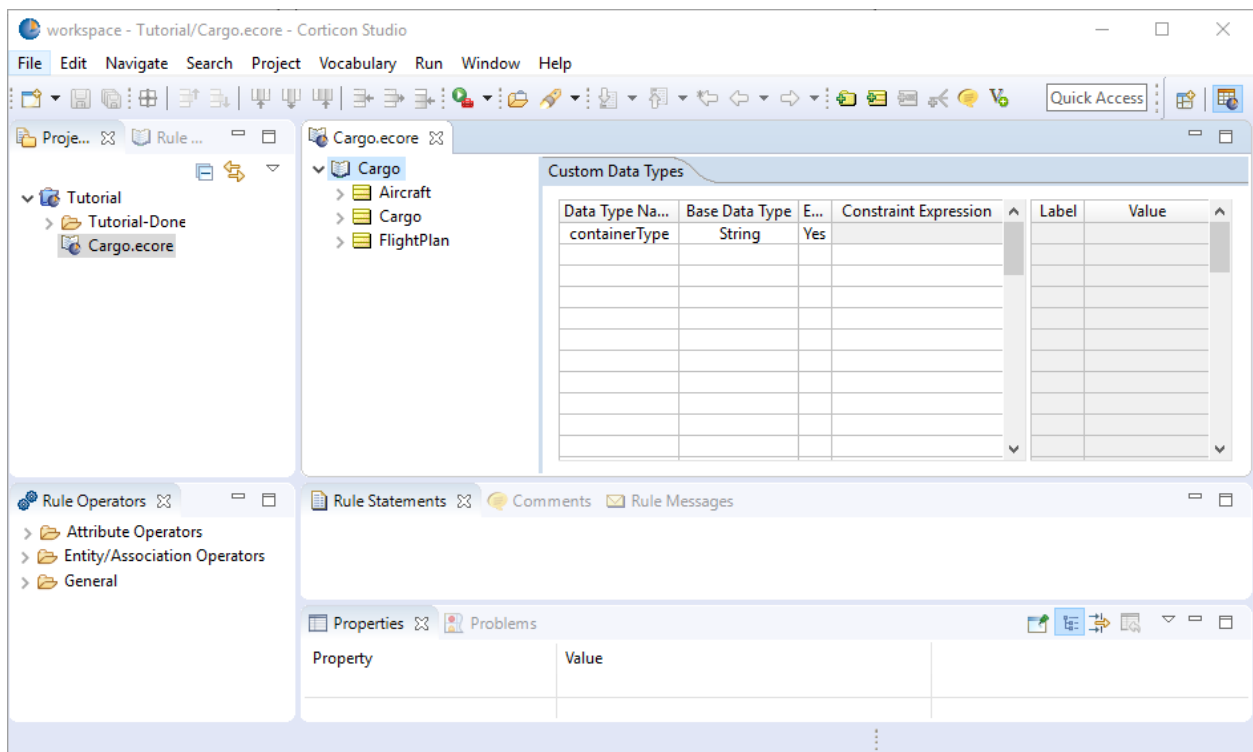 workspace - Tutorial/Cargo.ecore - Corticon Studio
File Edit Navigate Search Project Vocabulary Run Window Help
Quick Access
Proje... Rule ...
Tutorial
Tutorial-Done
Cargo.ecore
Cargo.ecore
Cargo
Aircraft
Cargo
FlightPlan
Custom Data Types
Data Type Na... Base Data Type E... Constraint Expression Label Value
containerType String Yes
Rule Operators
Attribute Operators
Entity/Association Operators
General
Rule Statements Comments Rule Messages
Properties Problems
Property Value